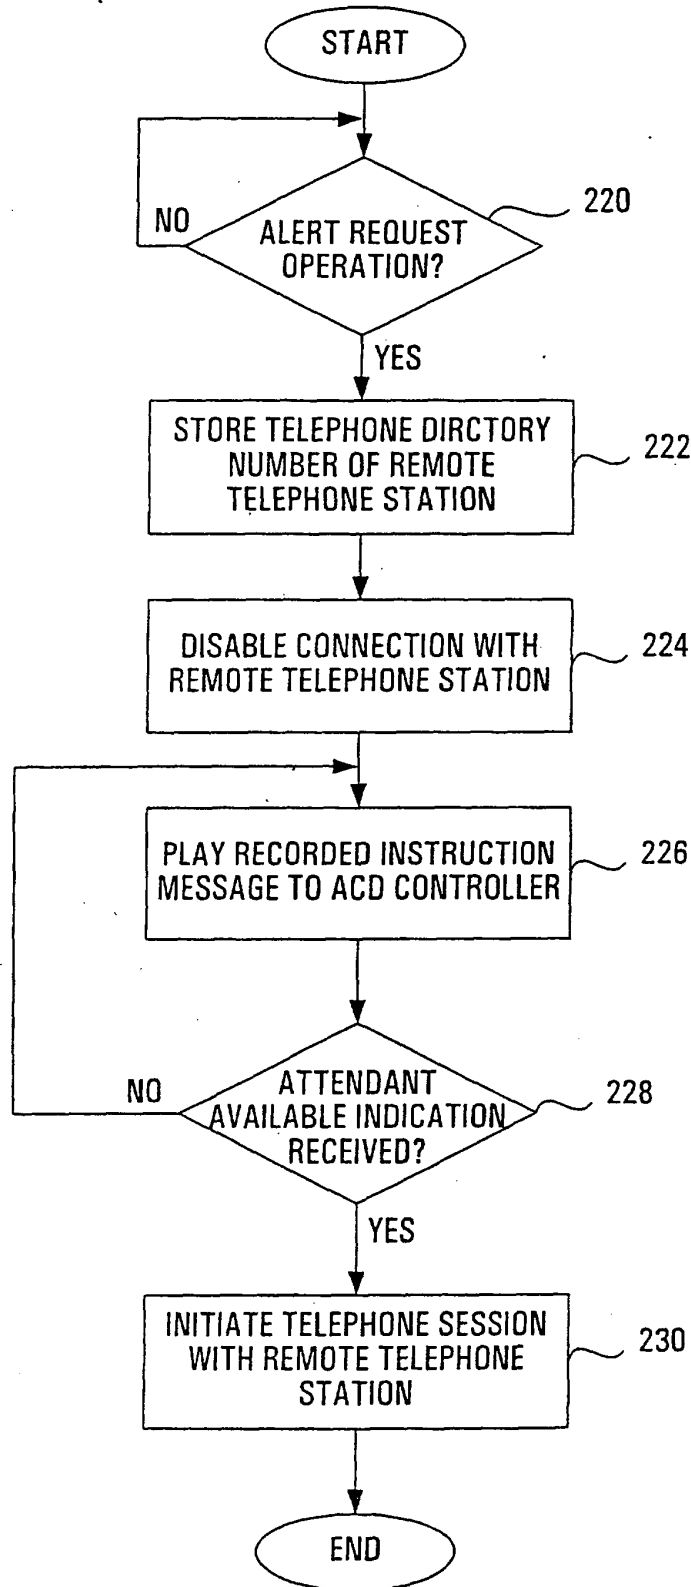 START
NO
220
ALERT REQUEST
OPERATION?
YES
STORE TELEPHONE DIRCTORY
NUMBER OF REMOTE
TELEPHONE STATION
222
DISABLE CONNECTION WITH
REMOTE TELEPHONE STATION
224
PLAY RECORDED INSTRUCTION
MESSAGE TO ACD CONTROLLER
226
NO
ATTENDANT
AVAILABLE INDICATION
RECEIVED?
228
YES
INITIATE TELEPHONE SESSION
WITH REMOTE TELEPHONE
STATION
230
END